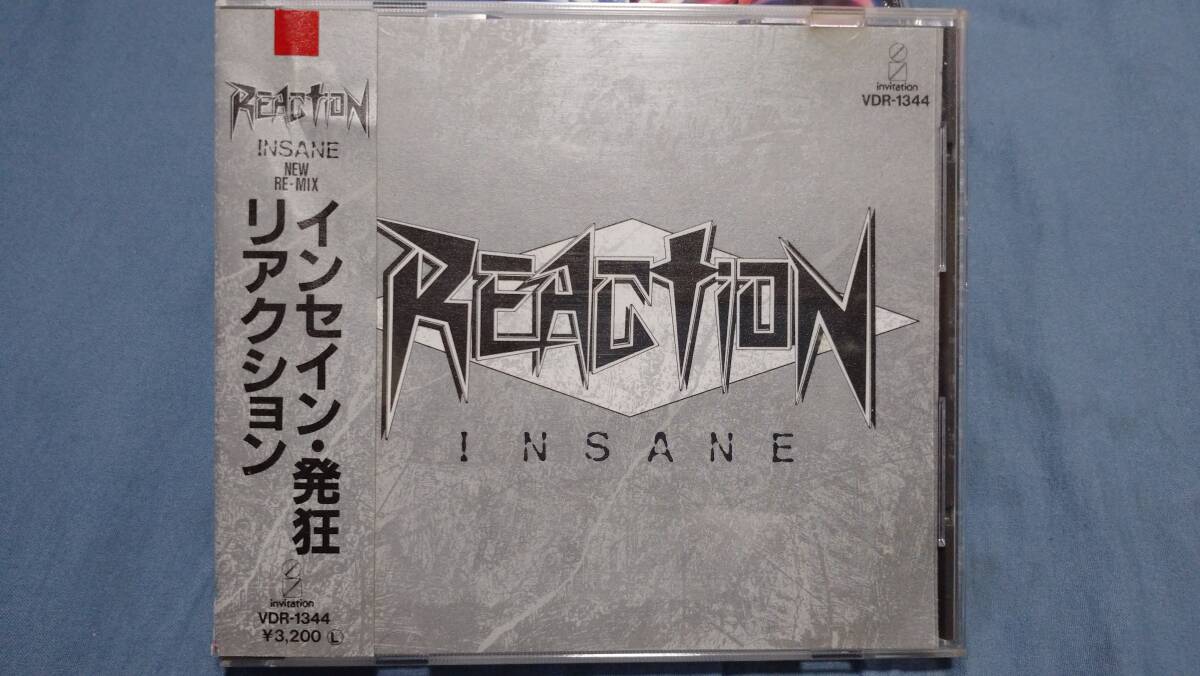 REACTION
INSANE
NEW
RE-MIX
インセイン・発狂
リアクション
invitation
VDR-1344
¥3,200 Ⓛ
invitation
VDR-1344
REACTION
INSANE